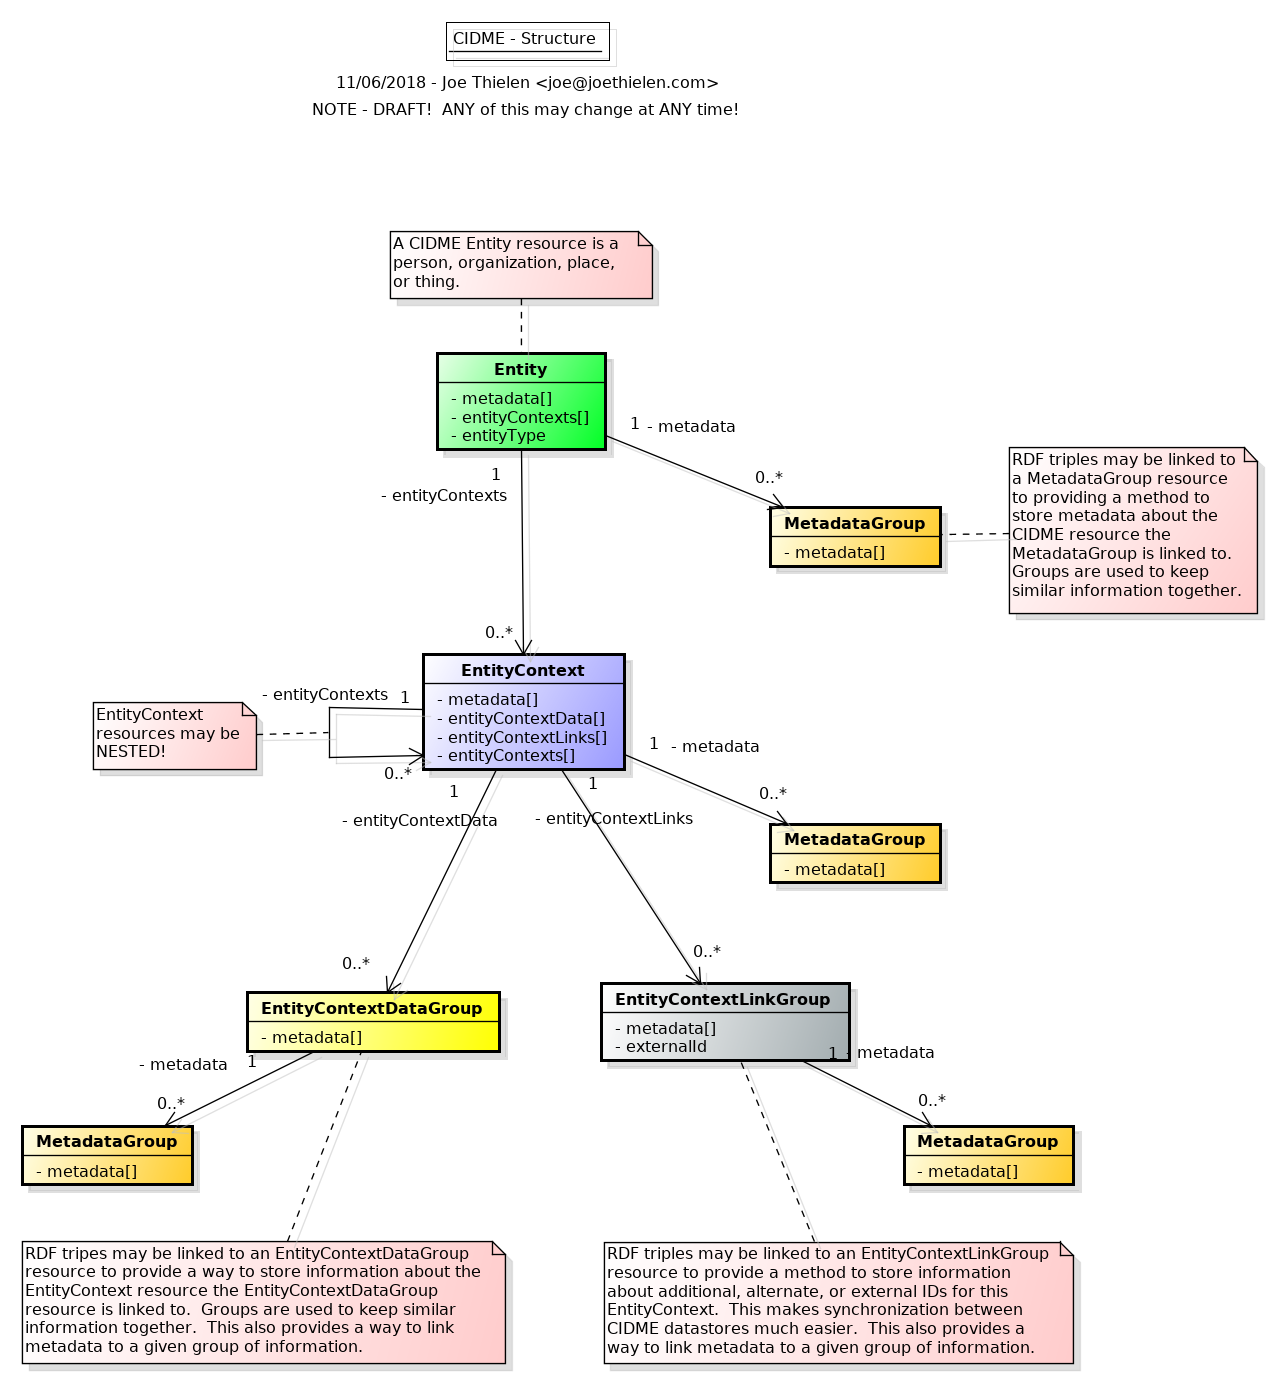 CIDME - Structure
11/06/2018 - Joe Thielen <joe@joethielen.com>
NOTE - DRAFT!  ANY of this may change at ANY time!
A CIDME Entity resource is a
person, organization, place,
or thing.
Entity
- metadata[]
- entityContexts[]
- entityType
1
- metadata
0..*
1
- entityContexts
0..*
MetadataGroup
- metadata[]
RDF triples may be linked to
a MetadataGroup resource
to providing a method to
store metadata about the
CIDME resource the
MetadataGroup is linked to.
Groups are used to keep
similar information together.
EntityContext
- metadata[]
- entityContextData[]
- entityContextLinks[]
- entityContexts[]
- entityContexts
1
0..*
EntityContext
resources may be
NESTED!
1
- metadata
0..*
MetadataGroup
- metadata[]
1
- entityContextData
0..*
1
- entityContextLinks
0..*
EntityContextDataGroup
- metadata[]
EntityContextLinkGroup
- metadata[]
- externalId
- metadata
1
0..*
1
- metadata
0..*
MetadataGroup
- metadata[]
MetadataGroup
- metadata[]
RDF tripes may be linked to an EntityContextDataGroup
resource to provide a way to store information about the
EntityContext resource the EntityContextDataGroup
resource is linked to.  Groups are used to keep similar
information together.  This also provides a way to link
metadata to a given group of information.
RDF triples may be linked to an EntityContextLinkGroup
resource to provide a method to store information
about additional, alternate, or external IDs for this
EntityContext.  This makes synchronization between
CIDME datastores much easier.  This also provides a
way to link metadata to a given group of information.